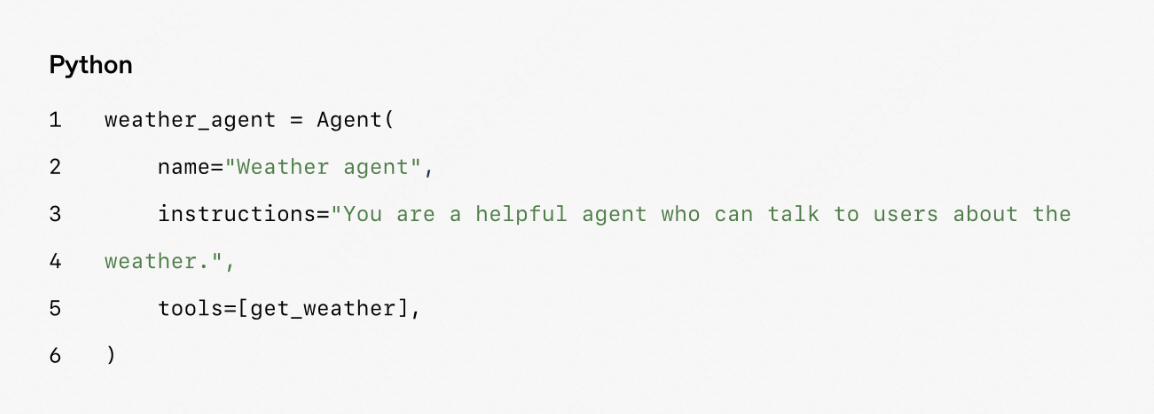 Python
1 weather_agent = Agent(
2     name="Weather agent",
3     instructions="You are a helpful agent who can talk to users about the
4 weather.",
5     tools=[get_weather],
6 )